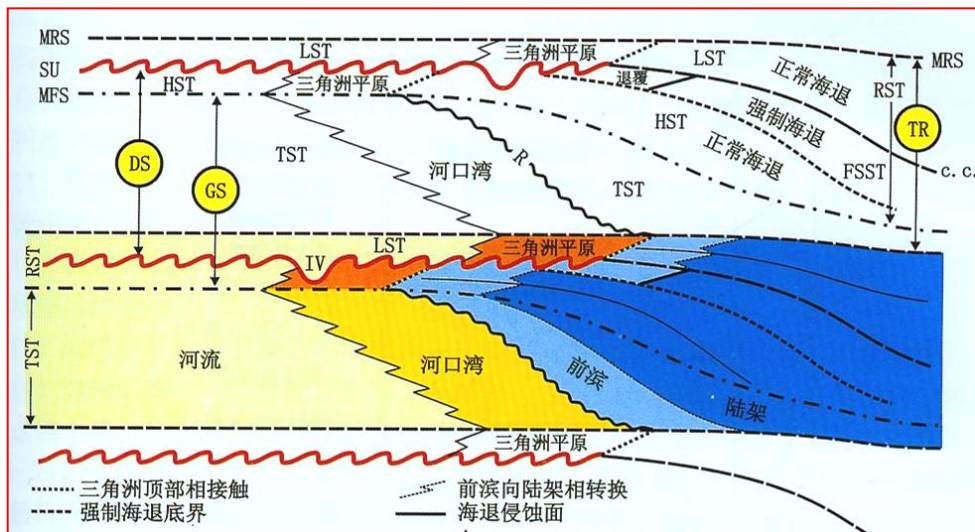 MRS
LST
三角洲平原
LST
正常海退
MRS
SU
HST
三角洲平原
退覆
RST
MFS
HST
强制海退
TR
DS
TST
河口湾
R
正常海退
GS
TST
FSST
c.c.
LST
三角洲平原
RST
IV
TST
河流
河口湾
前滨
陆架
三角洲平原
三角洲顶部相接触
前滨向陆架相转换
强制海退底界
海退侵蚀面